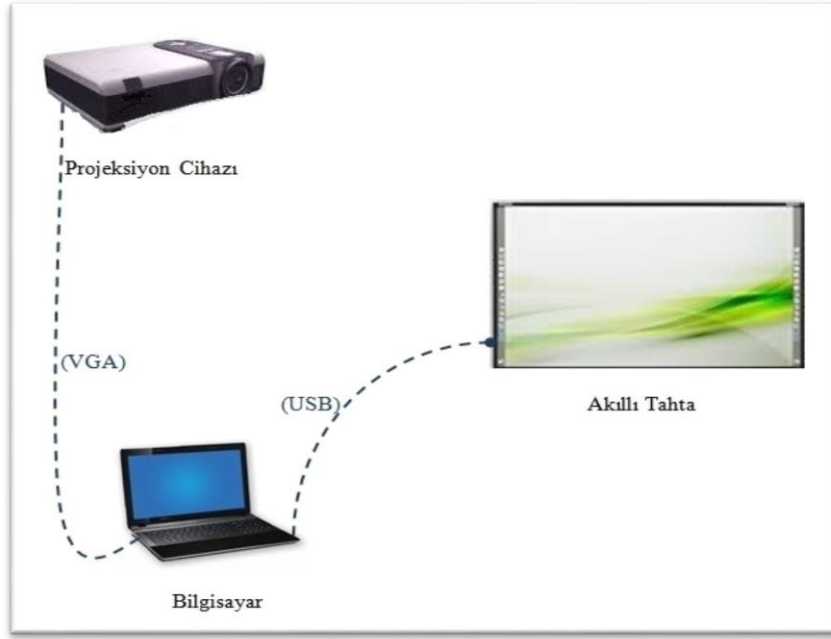 Projeksiyon Cihazı
(VGA)
(USB)
Akıllı Tahta
Bilgisayar